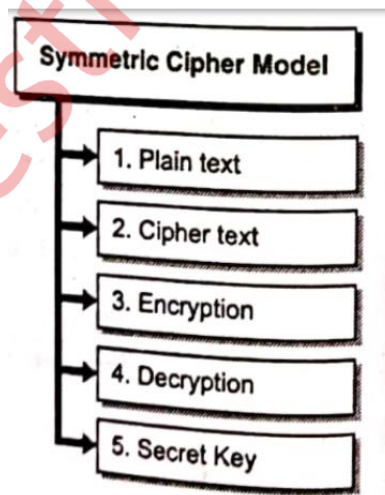 Symmetric Cipher Model
1. Plain text
2. Cipher text
3. Encryption
4. Decryption
5. Secret Key